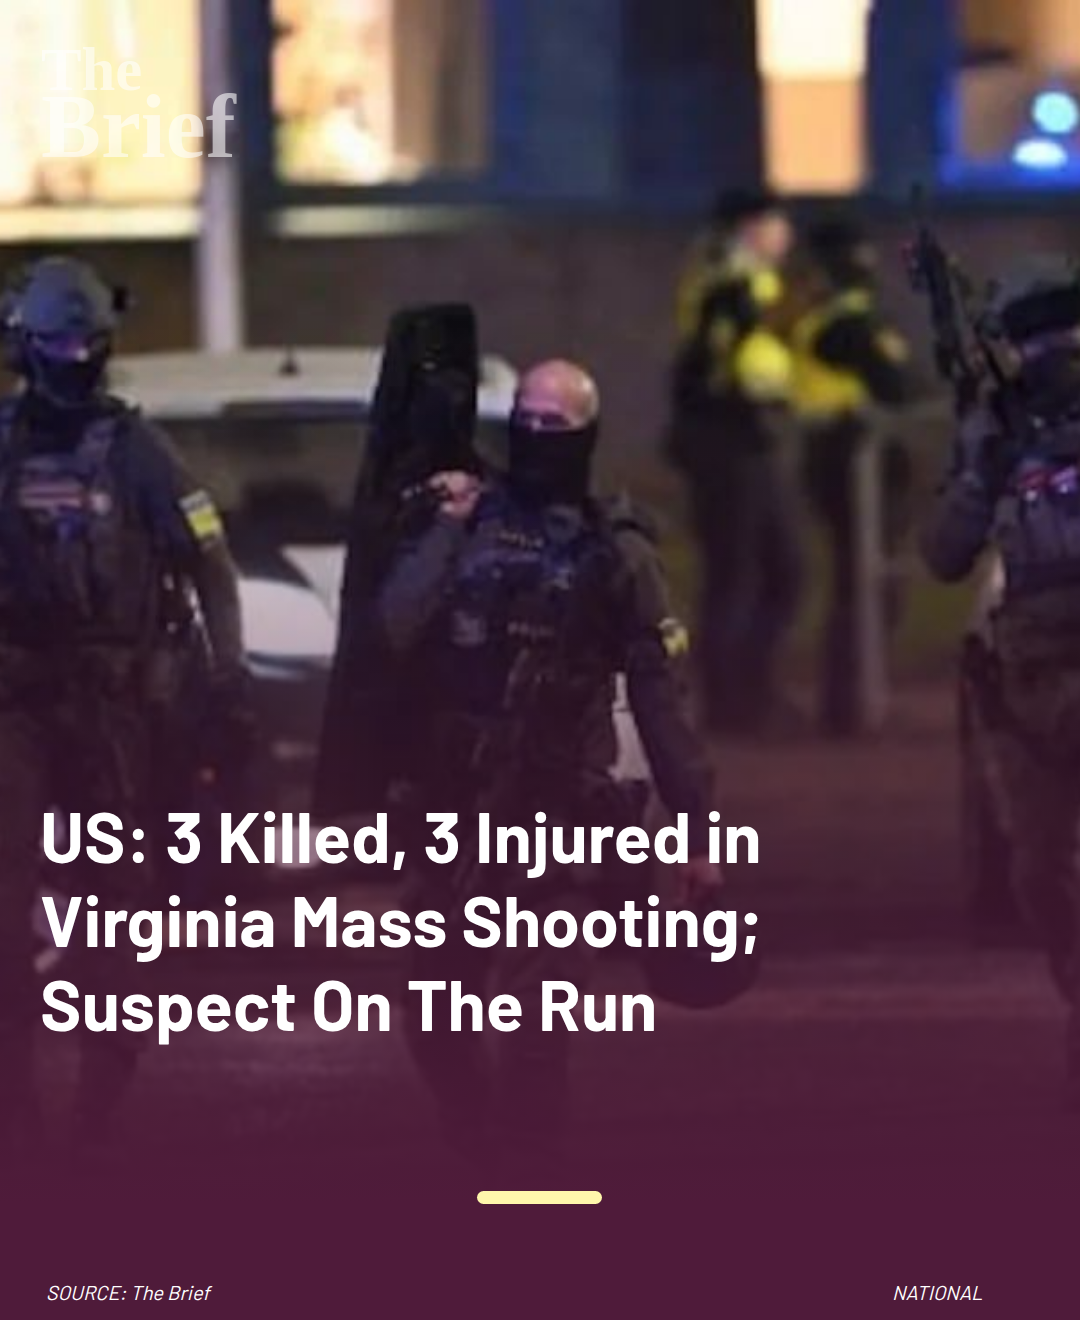 The
Brief
US: 3 Killed, 3 Injured in
Virginia Mass Shooting;
Suspect On The Run
SOURCE: The Brief
NATIONAL